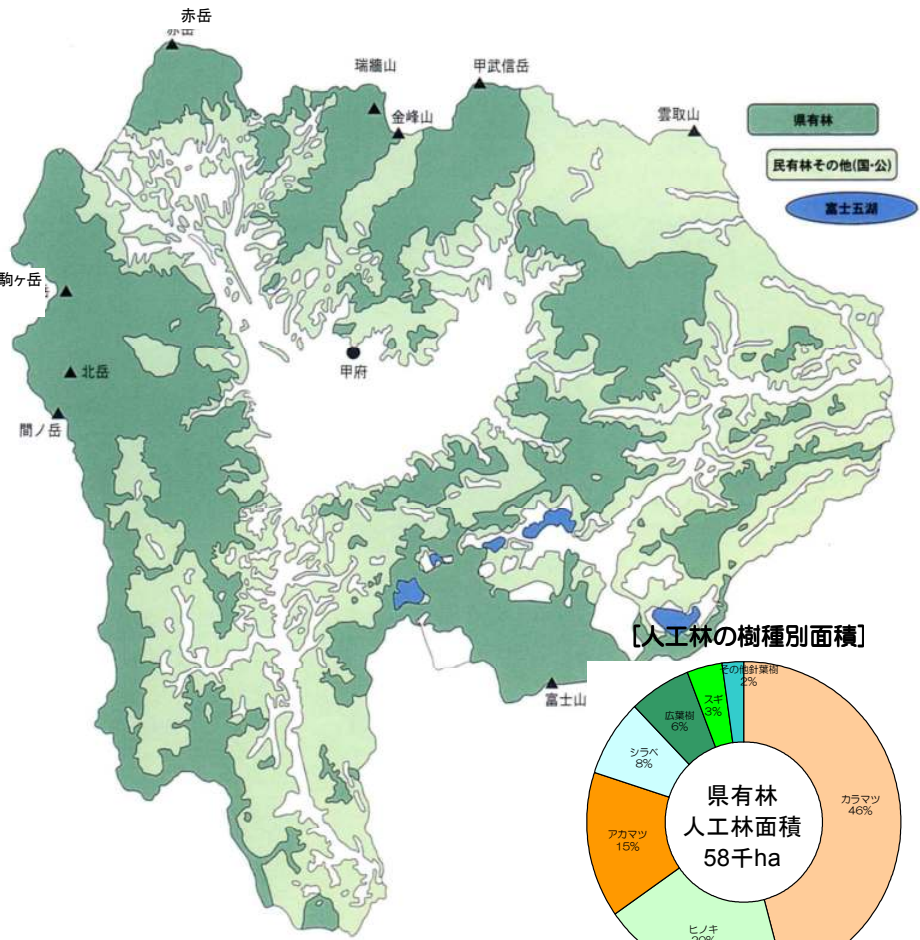 赤岳
赤岳
瑞牆山
甲武信岳
金峰山
雲取山
県有林
民有林その他(国・公)
富士五湖
駒ヶ岳
北岳
甲府
間ノ岳
富士山
[人工林の樹種別面積]
その他針葉樹
2%
スギ
3%
広葉樹
6%
シラベ
8%
カラマツ
46%
県有林
人工林面積
58千ha
アカマツ
15%
ヒノキ
20%